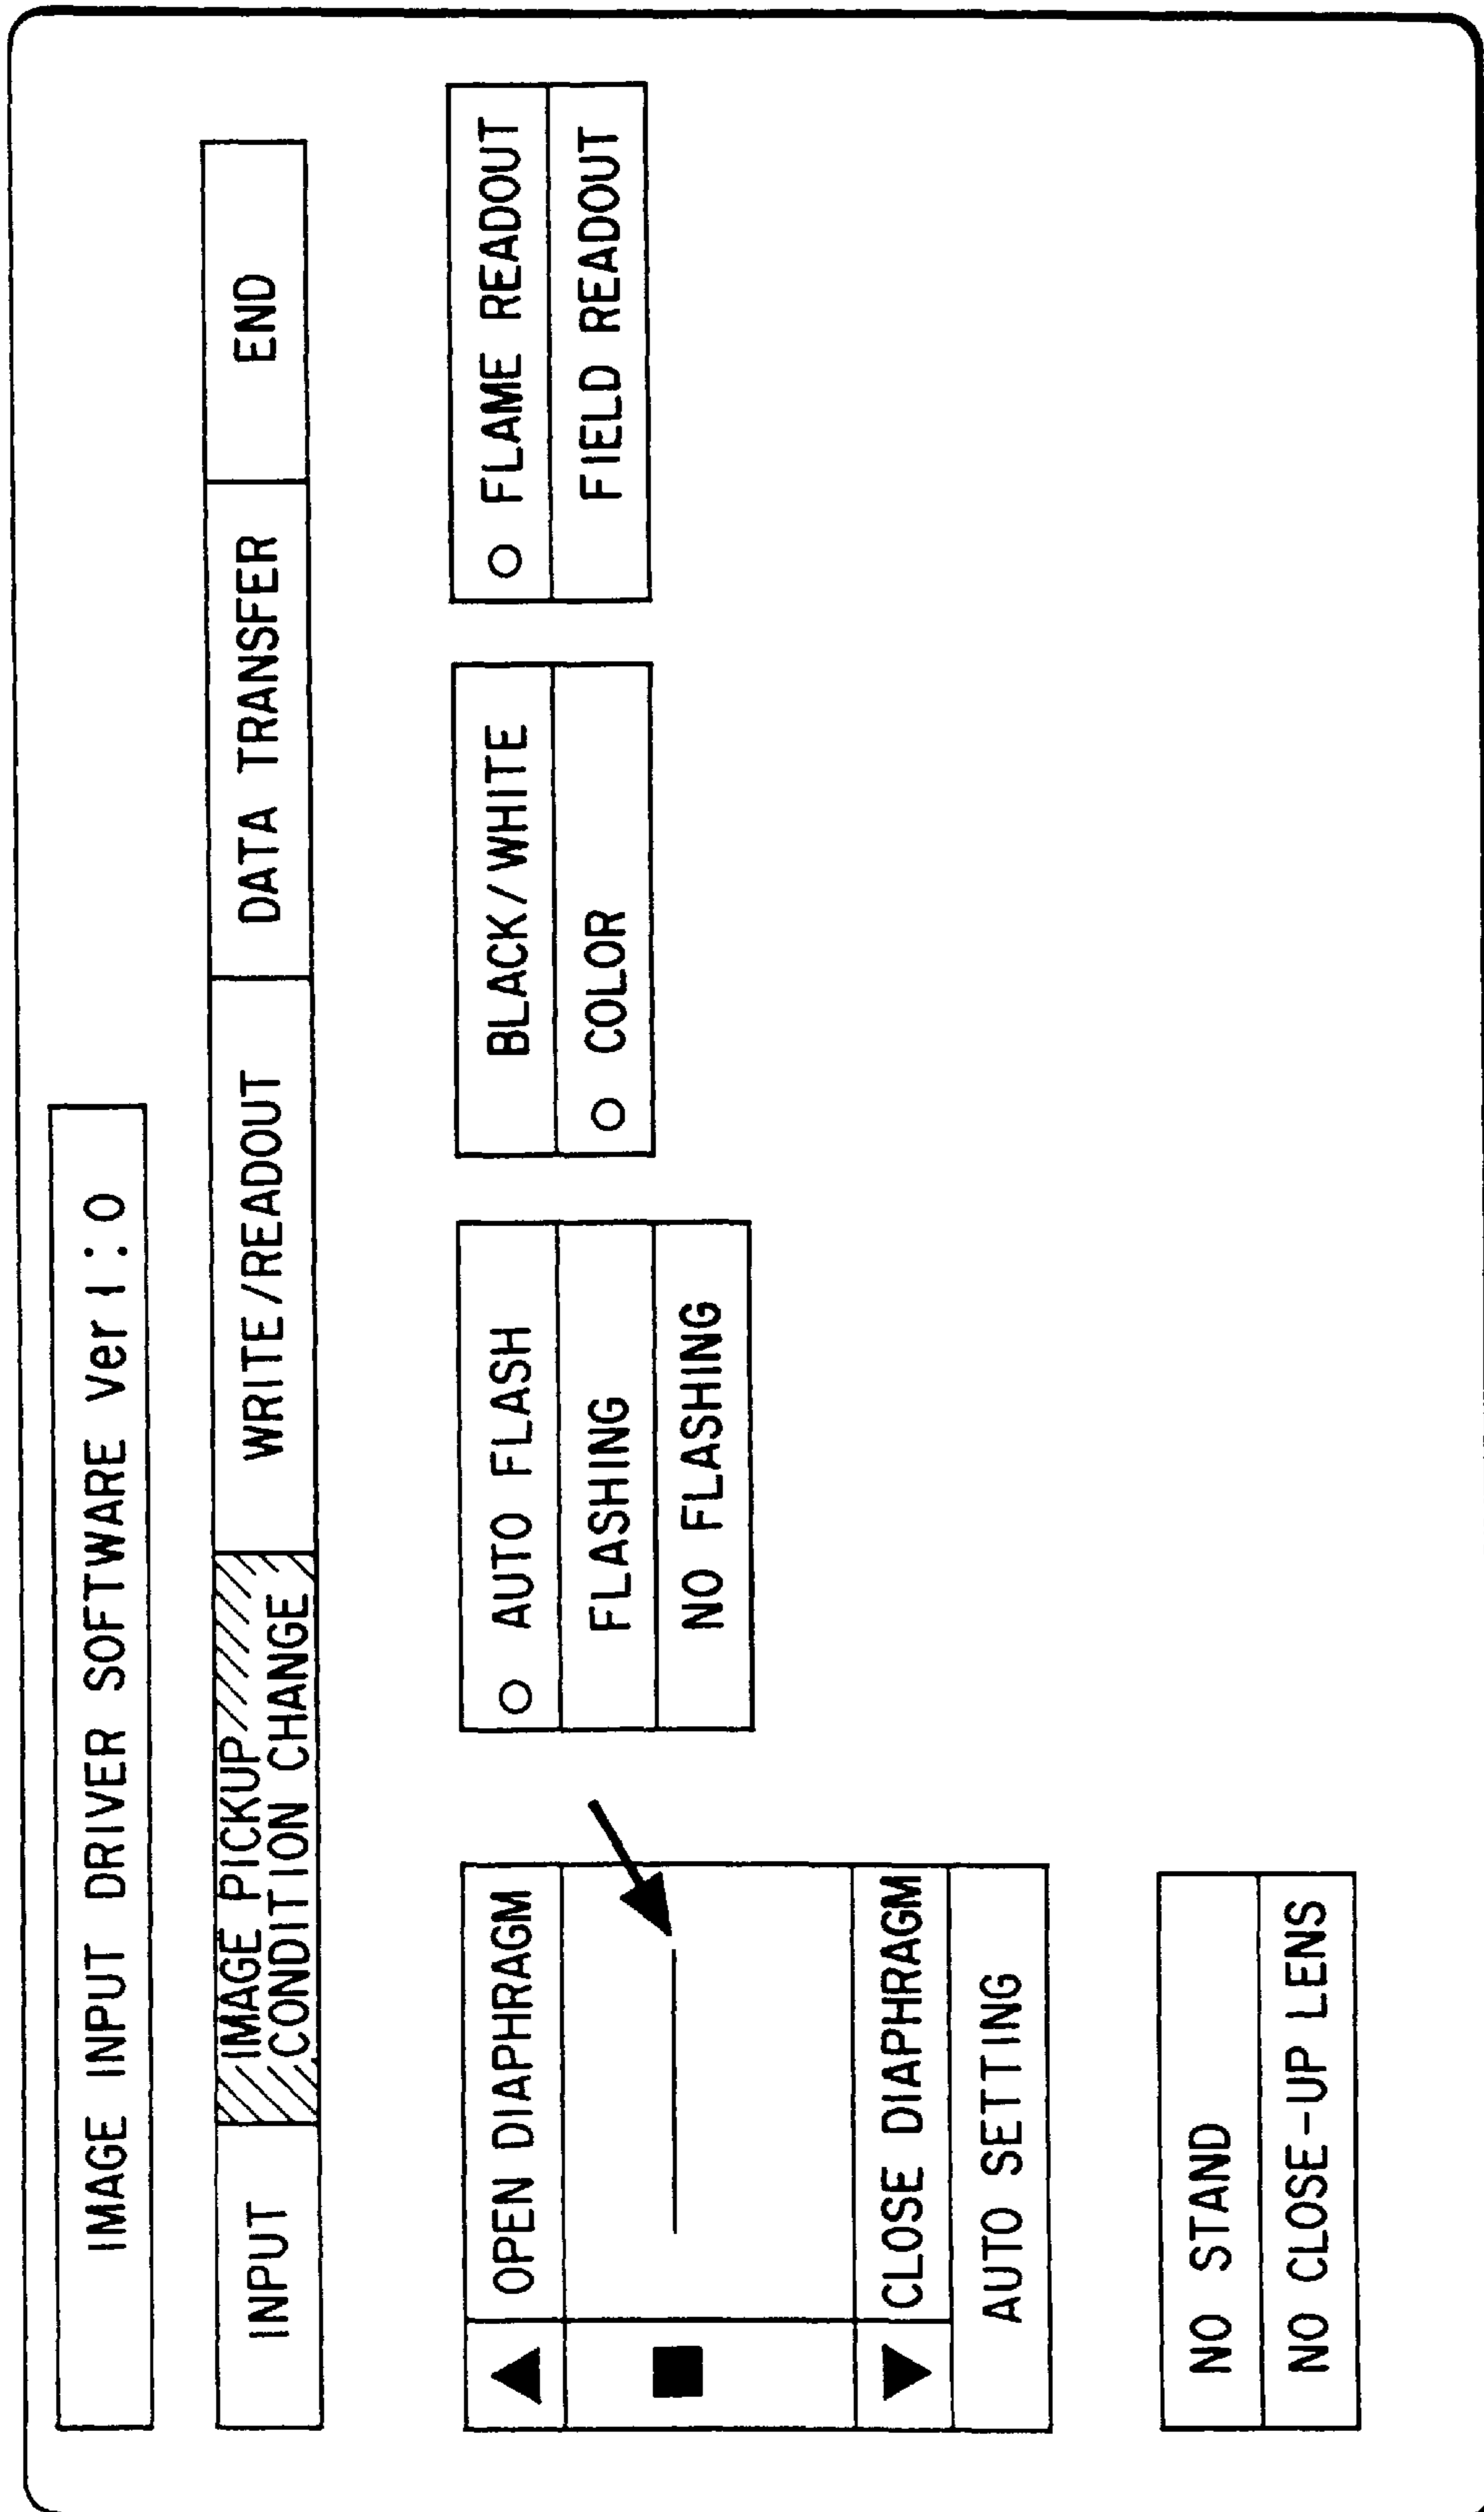 IMAGE INPUT DRIVER SOFTWARE Ver 1:0
INPUT
IMAGE PICKUP
CONDITION CHANGE
WRITE/READOUT
DATA TRANSFER
END
▲ OPEN DIAPHRAGM
■
▼ CLOSE DIAPHRAGM
AUTO SETTING
○ AUTO FLASH
FLASHING
NO FLASHING
BLACK/WHITE
○ COLOR
○ FLAME READOUT
FIELD READOUT
NO STAND
NO CLOSE-UP LENS